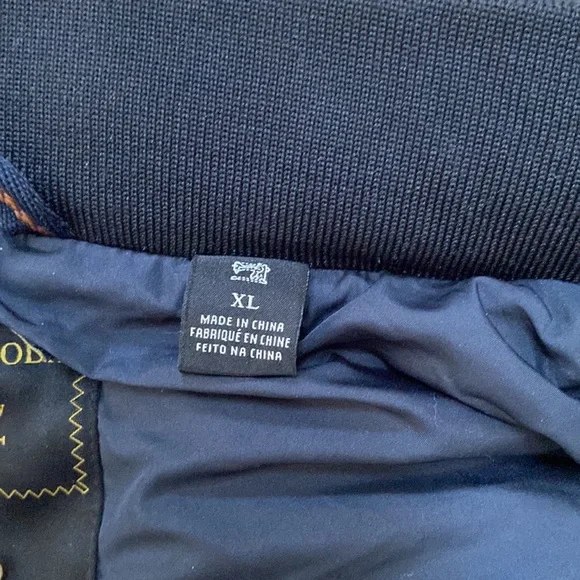 XL
MADE IN CHINA
FABRIQUÉ EN CHINE
FEITO NA CHINA